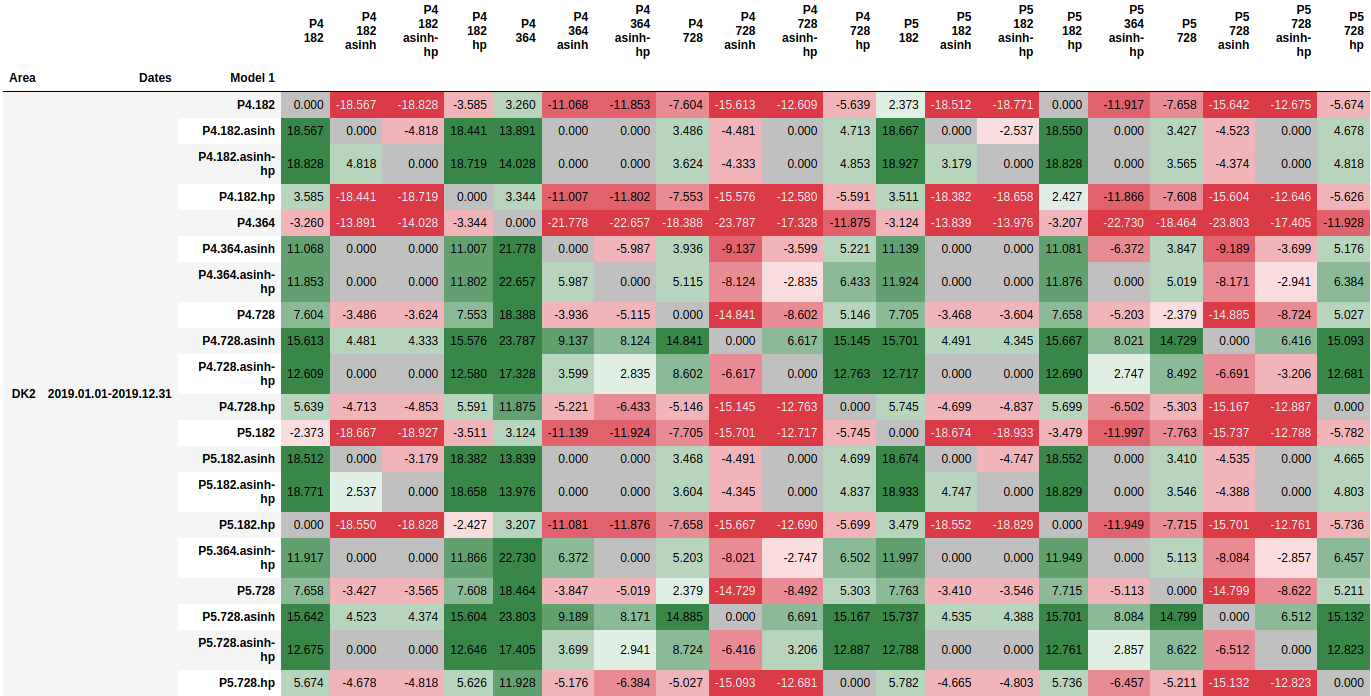 P4
182
P4
182
asinh
P4
182
asinh-
hp
P4
182
hp
P4
364
P4
364
asinh
P4
364
asinh-
hp
P4
728
P4
728
asinh
P4
728
asinh-
hp
P4
728
hp
P5
182
P5
182
asinh
P5
182
asinh-
hp
P5
182
hp
P5
364
asinh-
hp
P5
728
P5
728
asinh
P5
728
asinh-
hp
P5
728
hp
Area Dates Model 1
P4.182 0.000 -18.567 -18.828 -3.585 3.260 -11.068 -11.853 -7.604 -15.613 -12.609 -5.639 2.373 -18.512 -18.771 0.000 -11.917 -7.658 -15.642 -12.675 -5.674
P4.182.asinh 18.567 0.000 -4.818 18.441 13.891 0.000 0.000 3.486 -4.481 0.000 4.713 18.667 0.000 -2.537 18.550 0.000 3.427 -4.523 0.000 4.678
P4.182.asinh-
hp 18.828 4.818 0.000 18.719 14.028 0.000 0.000 3.624 -4.333 0.000 4.853 18.927 3.179 0.000 18.828 0.000 3.565 -4.374 0.000 4.818
P4.182.hp 3.585 -18.441 -18.719 0.000 3.344 -11.007 -11.802 -7.553 -15.576 -12.580 -5.591 3.511 -18.382 -18.658 2.427 -11.866 -7.608 -15.604 -12.646 -5.626
P4.364 -3.260 -13.891 -14.028 -3.344 0.000 -21.778 -22.657 -18.388 -23.787 -17.328 -11.875 -3.124 -13.839 -13.976 -3.207 -22.730 -18.464 -23.803 -17.405 -11.928
P4.364.asinh 11.068 0.000 0.000 11.007 21.778 0.000 -5.987 3.936 -9.137 -3.599 5.221 11.139 0.000 0.000 11.081 -6.372 3.847 -9.189 -3.699 5.176
P4.364.asinh-
hp 11.853 0.000 0.000 11.802 22.657 5.987 0.000 5.115 -8.124 -2.835 6.433 11.924 0.000 0.000 11.876 0.000 5.019 -8.171 -2.941 6.384
P4.728 7.604 -3.486 -3.624 7.553 18.388 -3.936 -5.115 0.000 -14.841 -8.602 5.146 7.705 -3.468 -3.604 7.658 -5.203 -2.379 -14.885 -8.724 5.027
P4.728.asinh 15.613 4.481 4.333 15.576 23.787 9.137 8.124 14.841 0.000 6.617 15.145 15.701 4.491 4.345 15.667 8.021 14.729 0.000 6.416 15.093
P4.728.asinh-
hp 12.609 0.000 0.000 12.580 17.328 3.599 2.835 8.602 -6.617 0.000 12.763 12.717 0.000 0.000 12.690 2.747 8.492 -6.691 -3.206 12.681
DK2 2019.01.01-2019.12.31
P4.728.hp 5.639 -4.713 -4.853 5.591 11.875 -5.221 -6.433 -5.146 -15.145 -12.763 0.000 5.745 -4.699 -4.837 5.699 -6.502 -5.303 -15.167 -12.887 0.000
P5.182 -2.373 -18.667 -18.927 -3.511 3.124 -11.139 -11.924 -7.705 -15.701 -12.717 -5.745 0.000 -18.674 -18.933 -3.479 -11.997 -7.763 -15.737 -12.788 -5.782
P5.182.asinh 18.512 0.000 -3.179 18.382 13.839 0.000 0.000 3.468 -4.491 0.000 4.699 18.674 0.000 -4.747 18.552 0.000 3.410 -4.535 0.000 4.665
P5.182.asinh-
hp 18.771 2.537 0.000 18.658 13.976 0.000 0.000 3.604 -4.345 0.000 4.837 18.933 4.747 0.000 18.829 0.000 3.546 -4.388 0.000 4.803
P5.182.hp 0.000 -18.550 -18.828 -2.427 3.207 -11.081 -11.876 -7.658 -15.667 -12.690 -5.699 3.479 -18.552 -18.829 0.000 -11.949 -7.715 -15.701 -12.761 -5.736
P5.364.asinh-
hp 11.917 0.000 0.000 11.866 22.730 6.372 0.000 5.203 -8.021 -2.747 6.502 11.997 0.000 0.000 11.949 0.000 5.113 -8.084 -2.857 6.457
P5.728 7.658 -3.427 -3.565 7.608 18.464 -3.847 -5.019 2.379 -14.729 -8.492 5.303 7.763 -3.410 -3.546 7.715 -5.113 0.000 -14.799 -8.622 5.211
P5.728.asinh 15.642 4.523 4.374 15.604 23.803 9.189 8.171 14.885 0.000 6.691 15.167 15.737 4.535 4.388 15.701 8.084 14.799 0.000 6.512 15.132
P5.728.asinh-
hp 12.675 0.000 0.000 12.646 17.405 3.699 2.941 8.724 -6.416 3.206 12.887 12.788 0.000 0.000 12.761 2.857 8.622 -6.512 0.000 12.823
P5.728.hp 5.674 -4.678 -4.818 5.626 11.928 -5.176 -6.384 -5.027 -15.093 -12.681 0.000 5.782 -4.665 -4.803 5.736 -6.457 -5.211 -15.132 -12.823 0.000